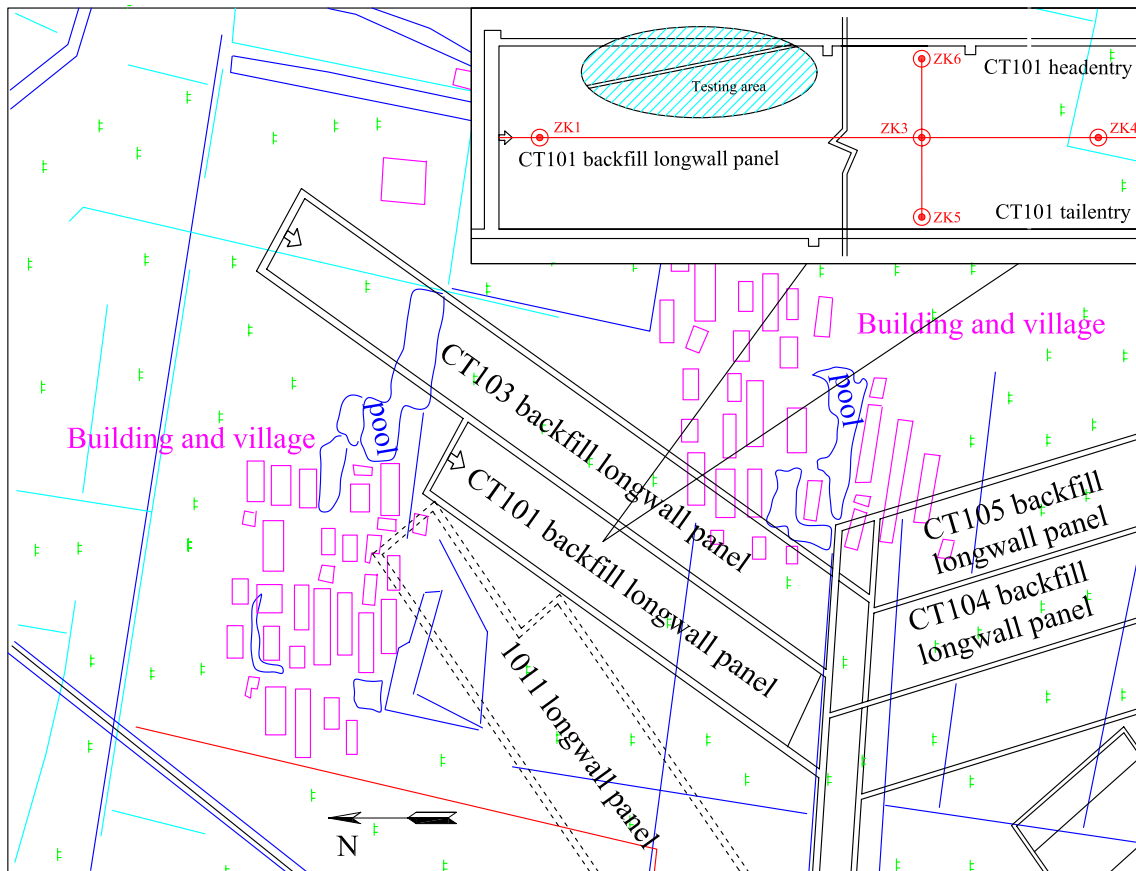 ZK6
CT101 headentry
Testing area
ZK1
ZK3
ZK4
CT101 backfill longwall panel
ZK5
CT101 tailentry
Building and village
pool
CT103 backfill longwall panel
pool
Building and village
CT101 backfill longwall panel
CT105 backfill
longwall panel
CT104 backfill
longwall panel
1011 longwall panel
N